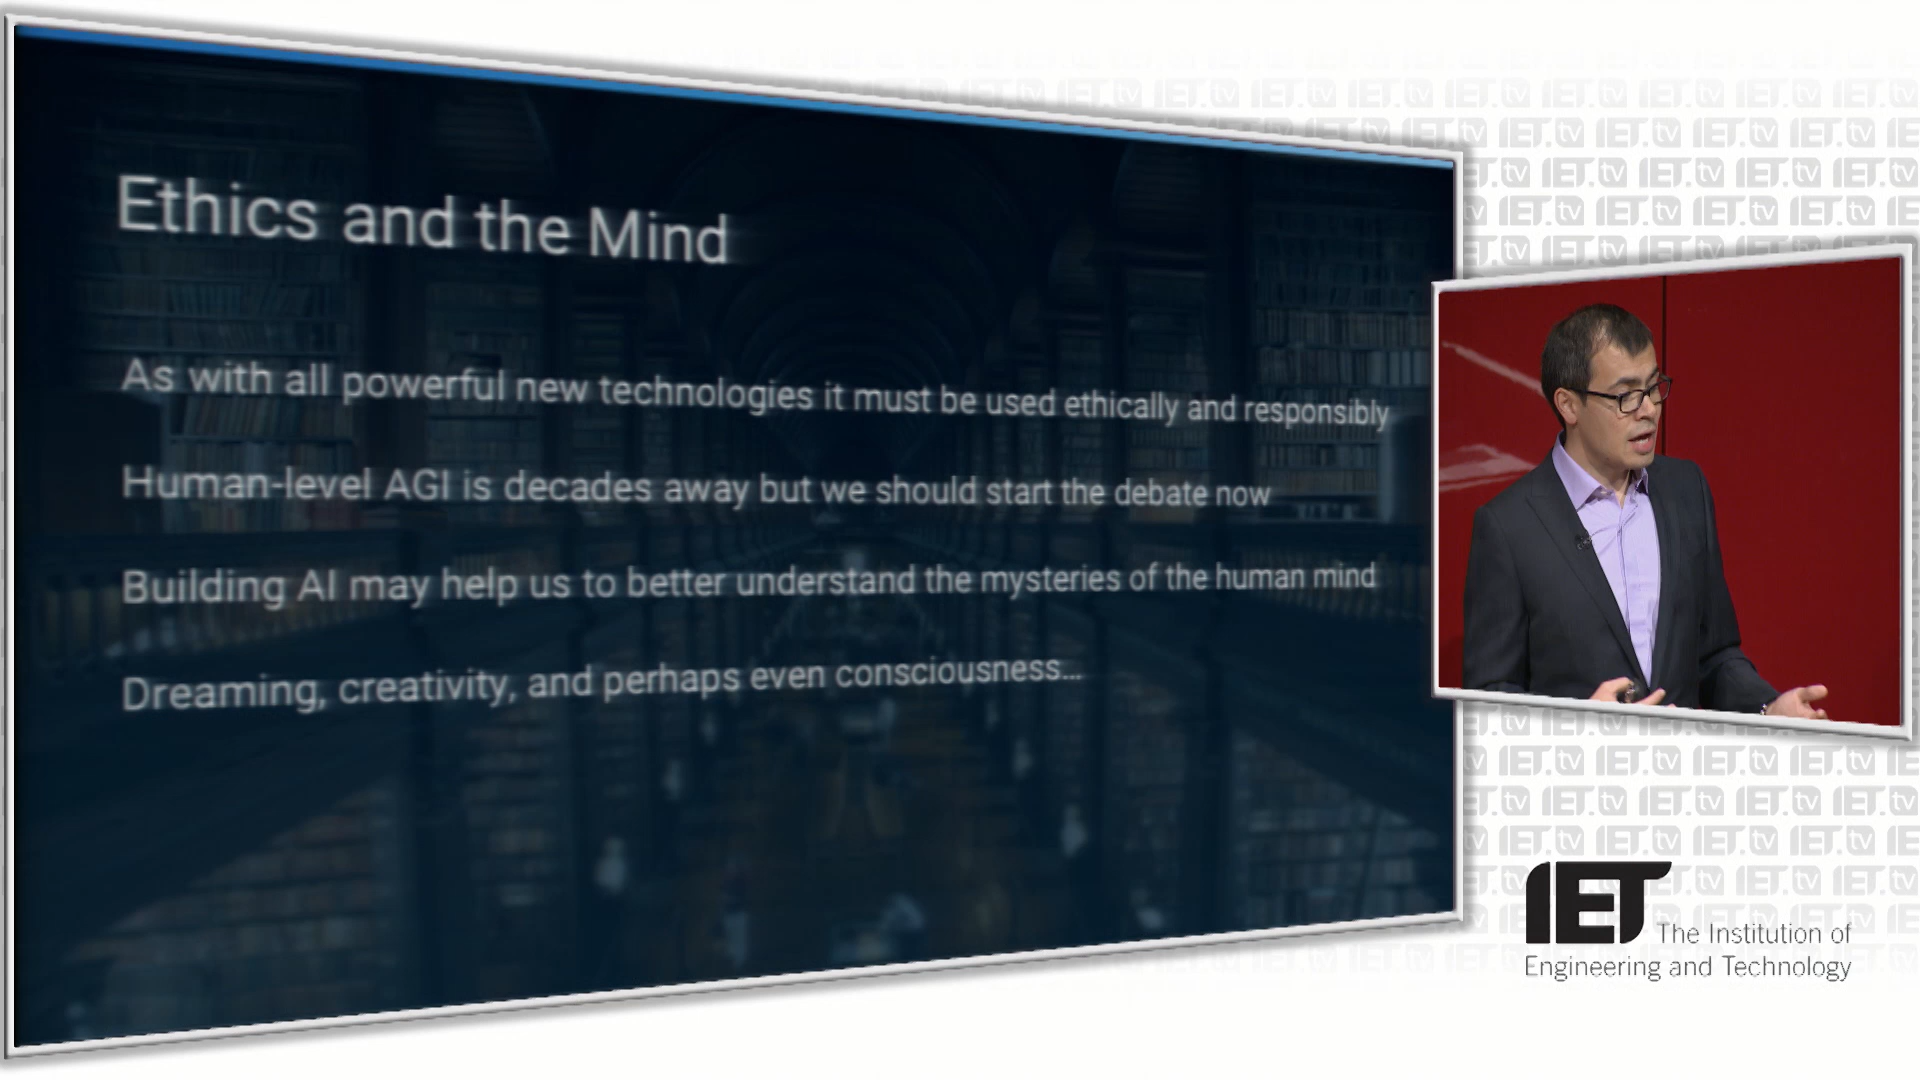 Ethics and the Mind
As with all powerful new technologies it must be used ethically and responsibly
Human-level AGI is decades away but we should start the debate now
Building AI may help us to better understand the mysteries of the human mind
Dreaming, creativity, and perhaps even consciousness...
IET.tv
IET The Institution of
Engineering and Technology